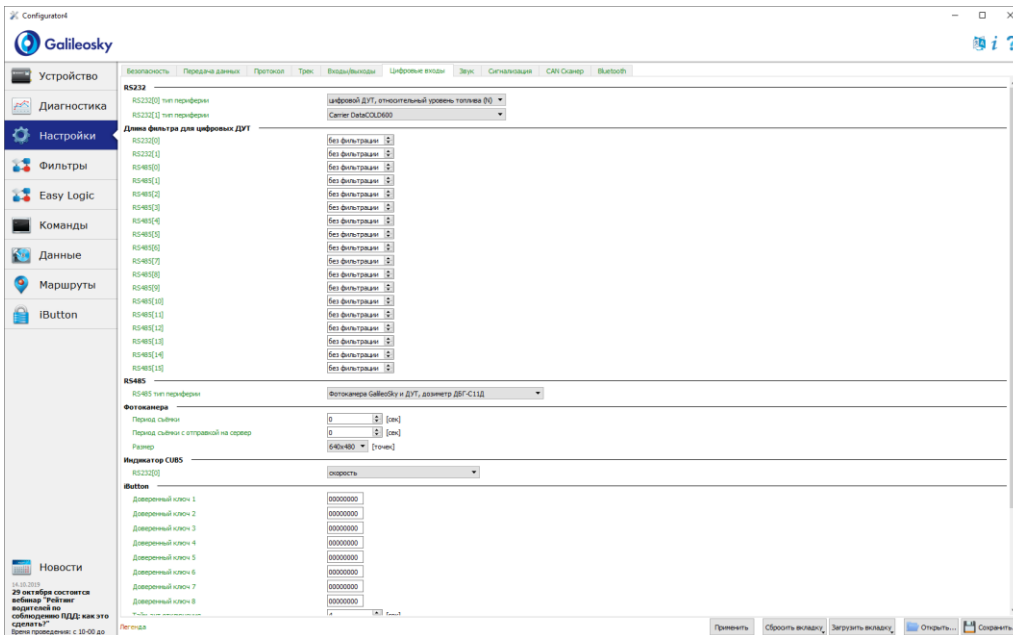 Configurator4
Galileosky
Устройство
Диагностика
Настройки
Фильтры
Easy Logic
Команды
Данные
Маршруты
iButton
Новости
14.10.2019
29 октября состоится
вебинар "Рейтинг
водителей по
соблюдению ПДД: как это
сделать?"
Время проведения: с 10-00 до
Безопасность Передача данных Протокол Трек Входы/выходы Цифровые входы Звук Сигнализация CAN Сканер Bluetooth
RS232
RS232[0] тип периферии цифровой ДУТ, относительный уровень топлива (N)
RS232[1] тип периферии Carrier DataCOLD600
Длина фильтра для цифровых ДУТ
RS232[0] без фильтрации
RS232[1] без фильтрации
RS485[0] без фильтрации
RS485[1] без фильтрации
RS485[2] без фильтрации
RS485[3] без фильтрации
RS485[4] без фильтрации
RS485[5] без фильтрации
RS485[6] без фильтрации
RS485[7] без фильтрации
RS485[8] без фильтрации
RS485[9] без фильтрации
RS485[10] без фильтрации
RS485[11] без фильтрации
RS485[12] без фильтрации
RS485[13] без фильтрации
RS485[14] без фильтрации
RS485[15] без фильтрации
RS485
RS485 тип периферии Фотокамера GalileoSky и ДУТ, дозиметр ДБГ-С11Д
Фотокамера
Период съёмки 0 [сек]
Период съёмки с отправкой на сервер 0 [сек]
Размер 640x480 [точек]
Индикатор CUB5
RS232[0] скорость
iButton
Доверенный ключ 1 00000000
Доверенный ключ 2 00000000
Доверенный ключ 3 00000000
Доверенный ключ 4 00000000
Доверенный ключ 5 00000000
Доверенный ключ 6 00000000
Доверенный ключ 7 00000000
Доверенный ключ 8 00000000
Легенда Применить Сбросить вкладку Загрузить вкладку Открыть... Сохранить...